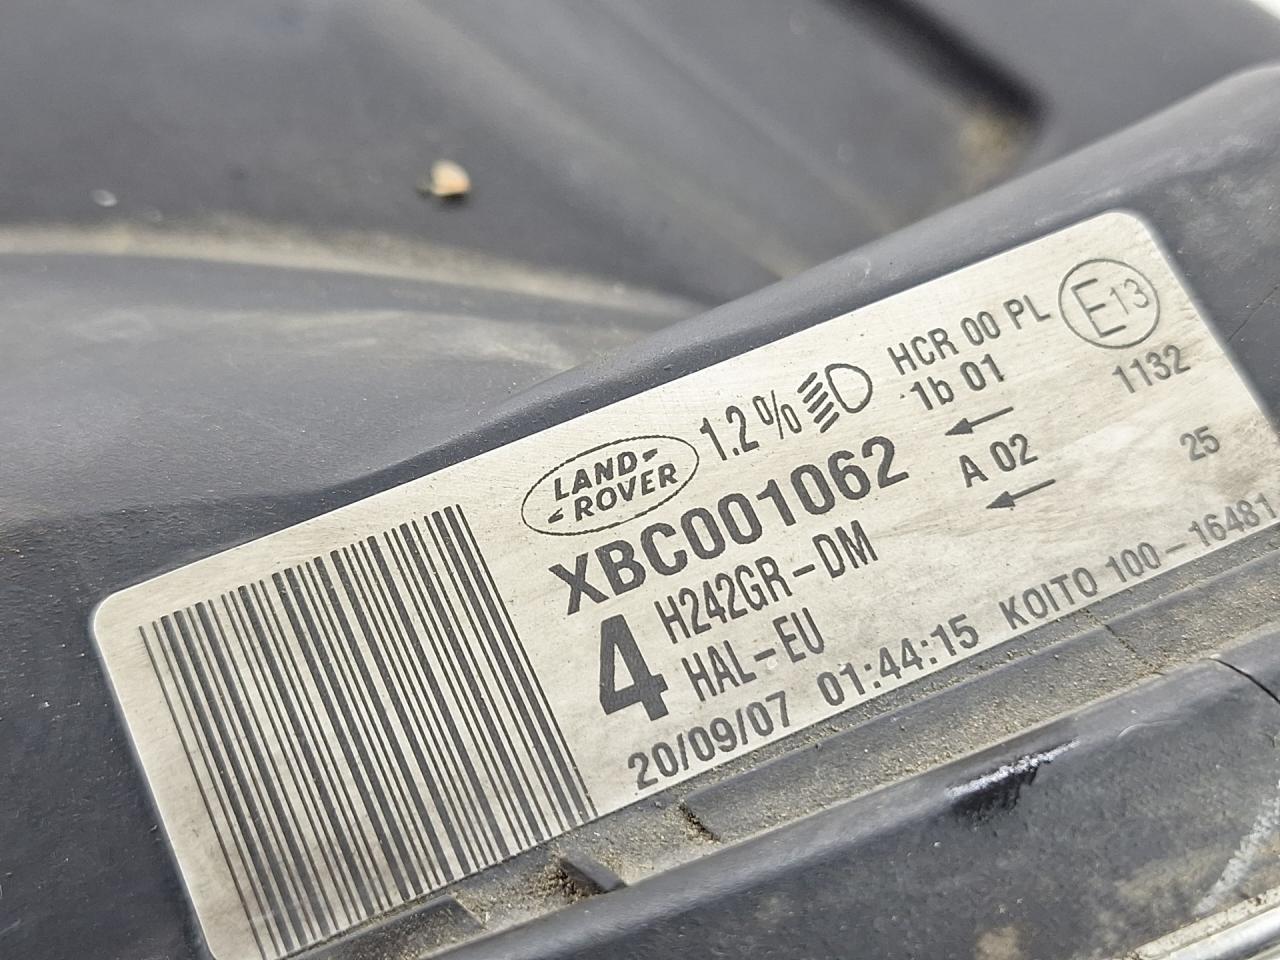 LAND-
-ROVER
1.2% HCR 00 PL E13
1b 01 1132
XBC001062 A 02 25
4 H242GR-DM
HAL-EU
20/09/07 01:44:15 KOITO 100-16481